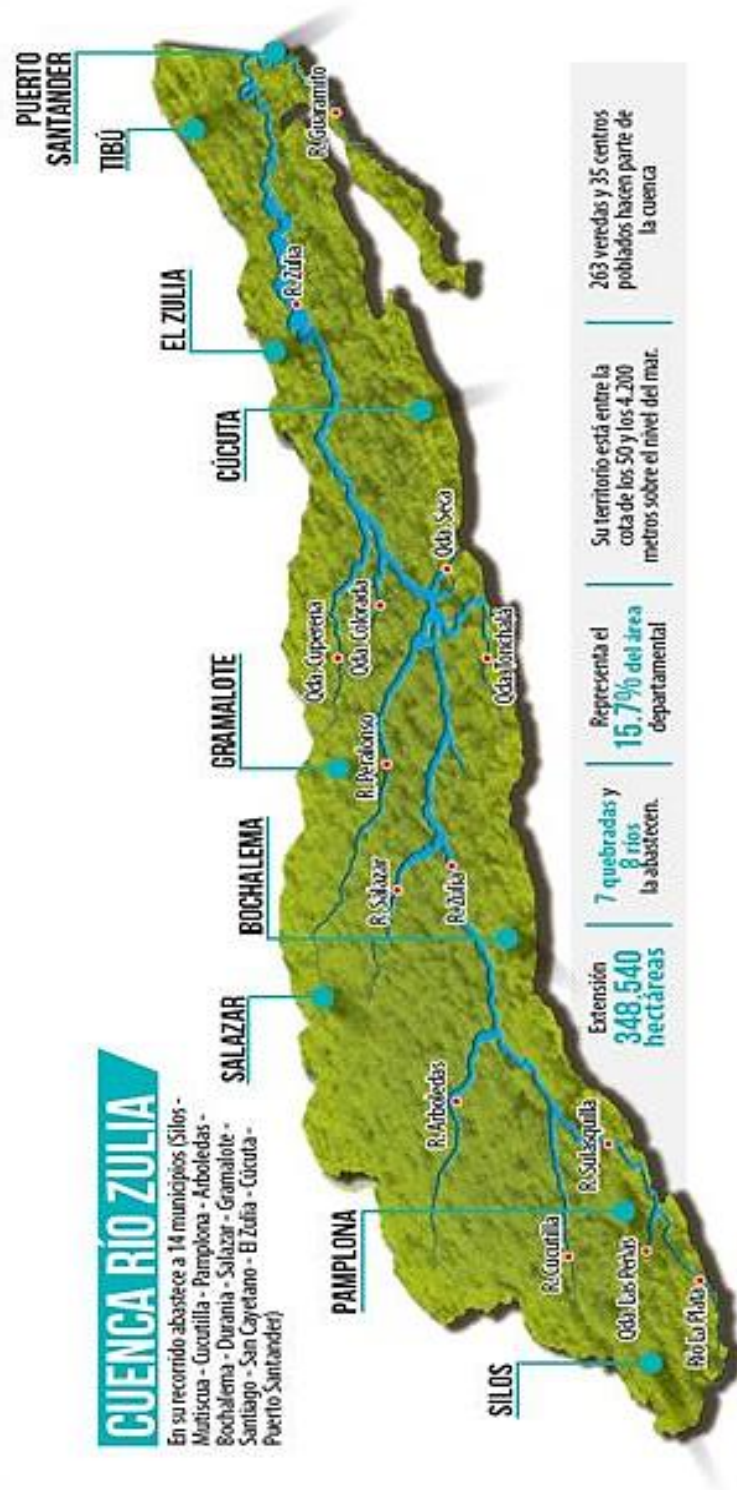 CUENCA RÍO ZULIA
En su recorrido abastece a 14 municipios (Silos -
Mutiscua - Cucutilla - Pamplona - Arboledas -
Bochalema - Durania - Salazar - Gramalote -
Santiago - San Cayetano - El Zulia - Cúcuta -
Puerto Santander)
SILOS
PAMPLONA
SALAZAR
BOCHALEMA
GRAMALOTE
CÚCUTA
EL ZULIA
TIBÚ
PUERTO
SANTANDER
Río La Plata
Qda. Las Peñas
R. Cucutilla
R. Sulasquilla
R. Arboledas
R. Zulia
R. Salazar
R. Peralonso
Qda. Cuperena
Qda. Colorada
Qda. Tonchalá
Qda. Seca
R. Zulia
R. Guaramito
Extensión
348.540
hectáreas
7 quebradas y
8 ríos
la abastecen.
Representa el
15.7% del área
departamental
Su territorio está entre la
cota de los 50 y los 4.200
metros sobre el nivel del mar.
263 veredas y 35 centros
poblados hacen parte de
la cuenca